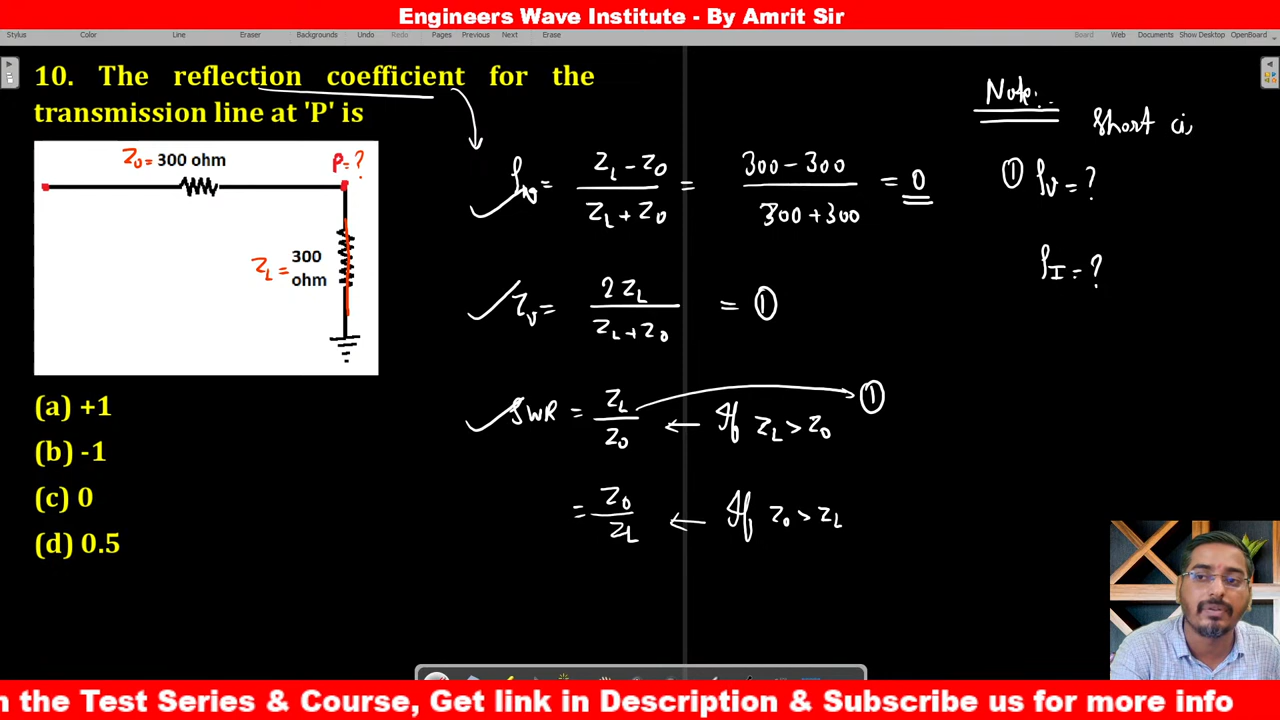 Engineers Wave Institute - By Amrit Sir
Stylus Color Line Eraser Backgrounds Undo Redo Pages Previous Next Erase Board Web Documents Show Desktop OpenBoard
10. The reflection coefficient for the
transmission line at 'P' is
Z0 = 300 ohm
P = ?
ZL = 300
ohm
(a) +1
(b) -1
(c) 0
(d) 0.5
ρv = (ZL - Z0) / (ZL + Z0) = (300 - 300) / (300 + 300) = 0
τv = 2ZL / (ZL + Z0) = 1
SWR = ZL / Z0 ← If ZL > Z0 1
= Z0 / ZL ← If Z0 > ZL
Note:-
Short ci
① ρv = ?
ρI = ?
n the Test Series & Course, Get link in Description & Subscribe us for more info